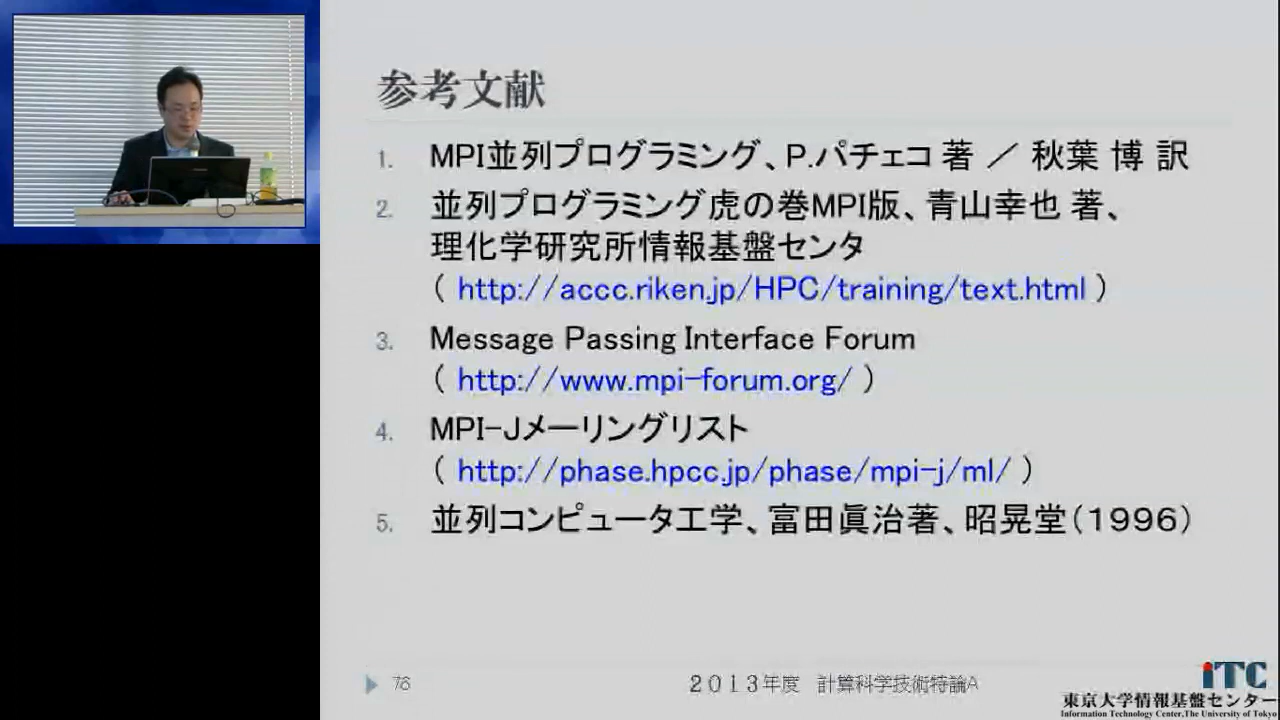 参考文献
1. MPI並列プログラミング、P.パチェコ 著 ／ 秋葉 博 訳
2. 並列プログラミング虎の巻MPI版、青山幸也 著、
理化学研究所情報基盤センタ
( http://accc.riken.jp/HPC/training/text.html )
3. Message Passing Interface Forum
( http://www.mpi-forum.org/ )
4. MPI-Jメーリングリスト
( http://phase.hpcc.jp/phase/mpi-j/ml/ )
5. 並列コンピュータ工学、富田眞治著、昭晃堂（１９９６）
76
２０１３年度 計算科学技術特論A
iTC
東京大学情報基盤センター
Information Technology Center,The University of Tokyo